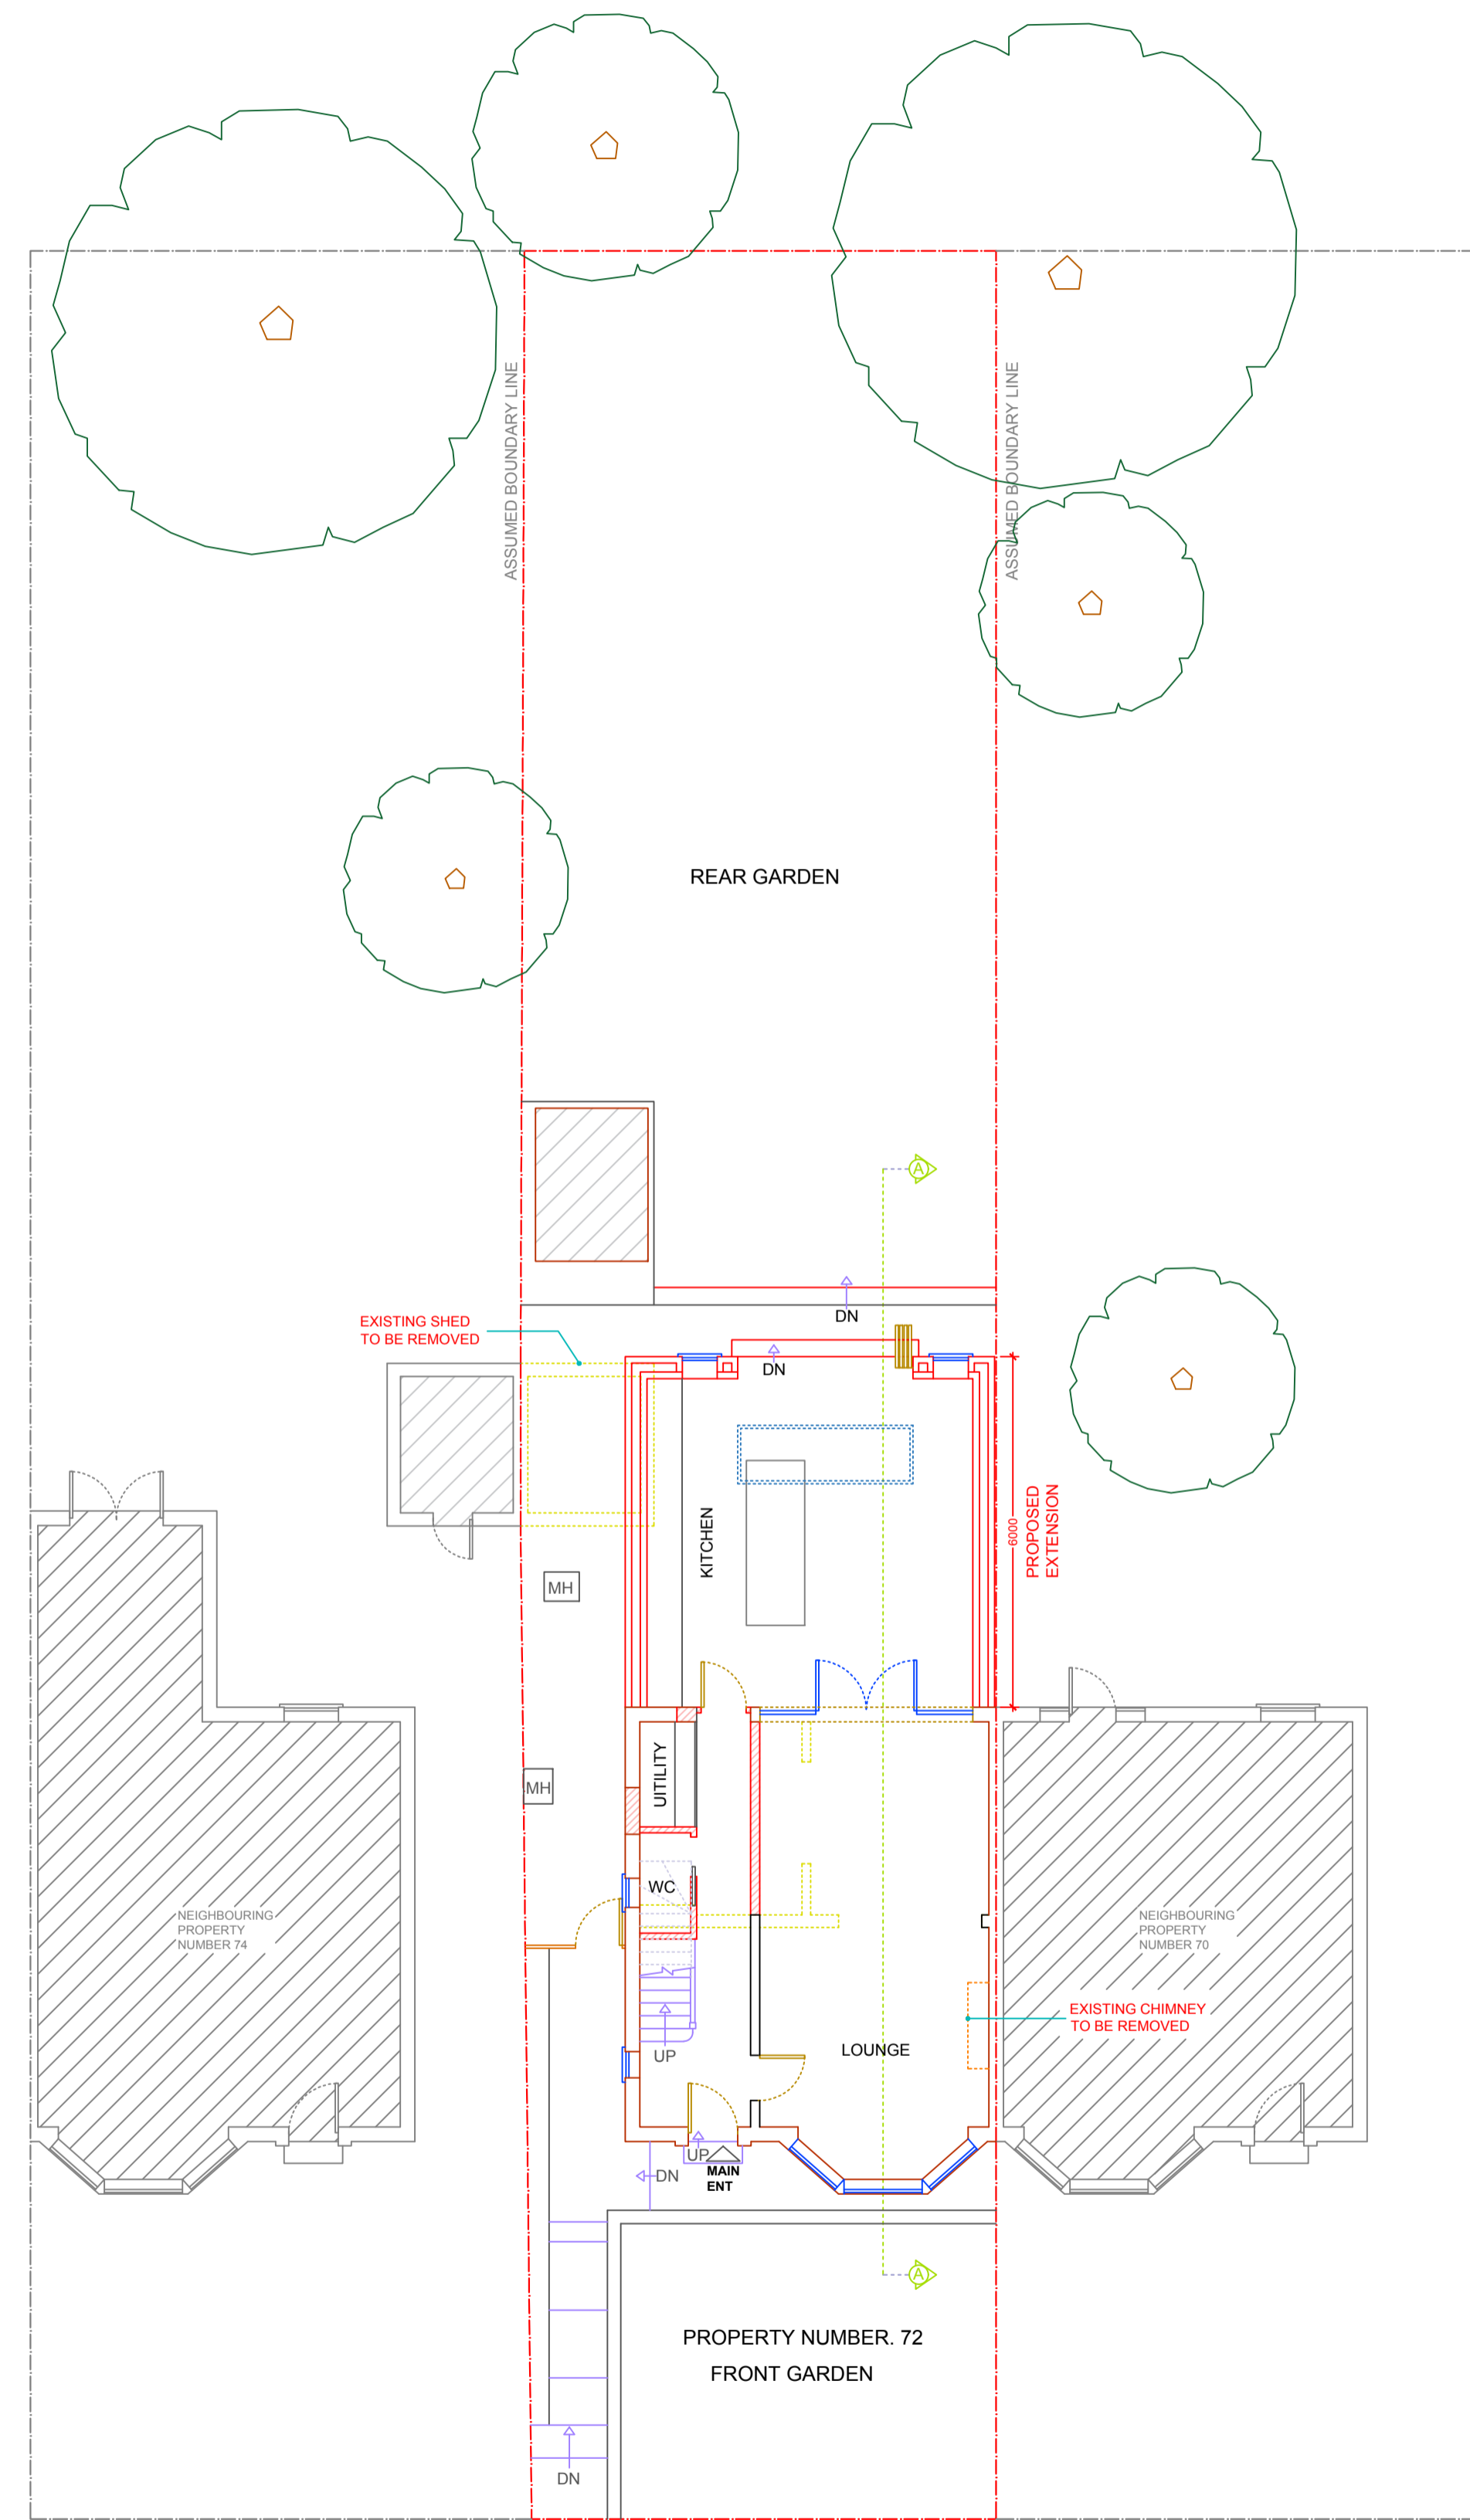 ASSUMED BOUNDARY LINE
ASSUMED BOUNDARY LINE
REAR GARDEN
A
DN
EXISTING SHED
TO BE REMOVED
DN
KITCHEN
6000
PROPOSED
EXTENSION
MH
MH
UITILITY
WC
NEIGHBOURING
PROPERTY
NUMBER 74
NEIGHBOURING
PROPERTY
NUMBER 70
EXISTING CHIMNEY
TO BE REMOVED
LOUNGE
UP
UP
MAIN
ENT
DN
A
PROPERTY NUMBER. 72
FRONT GARDEN
DN